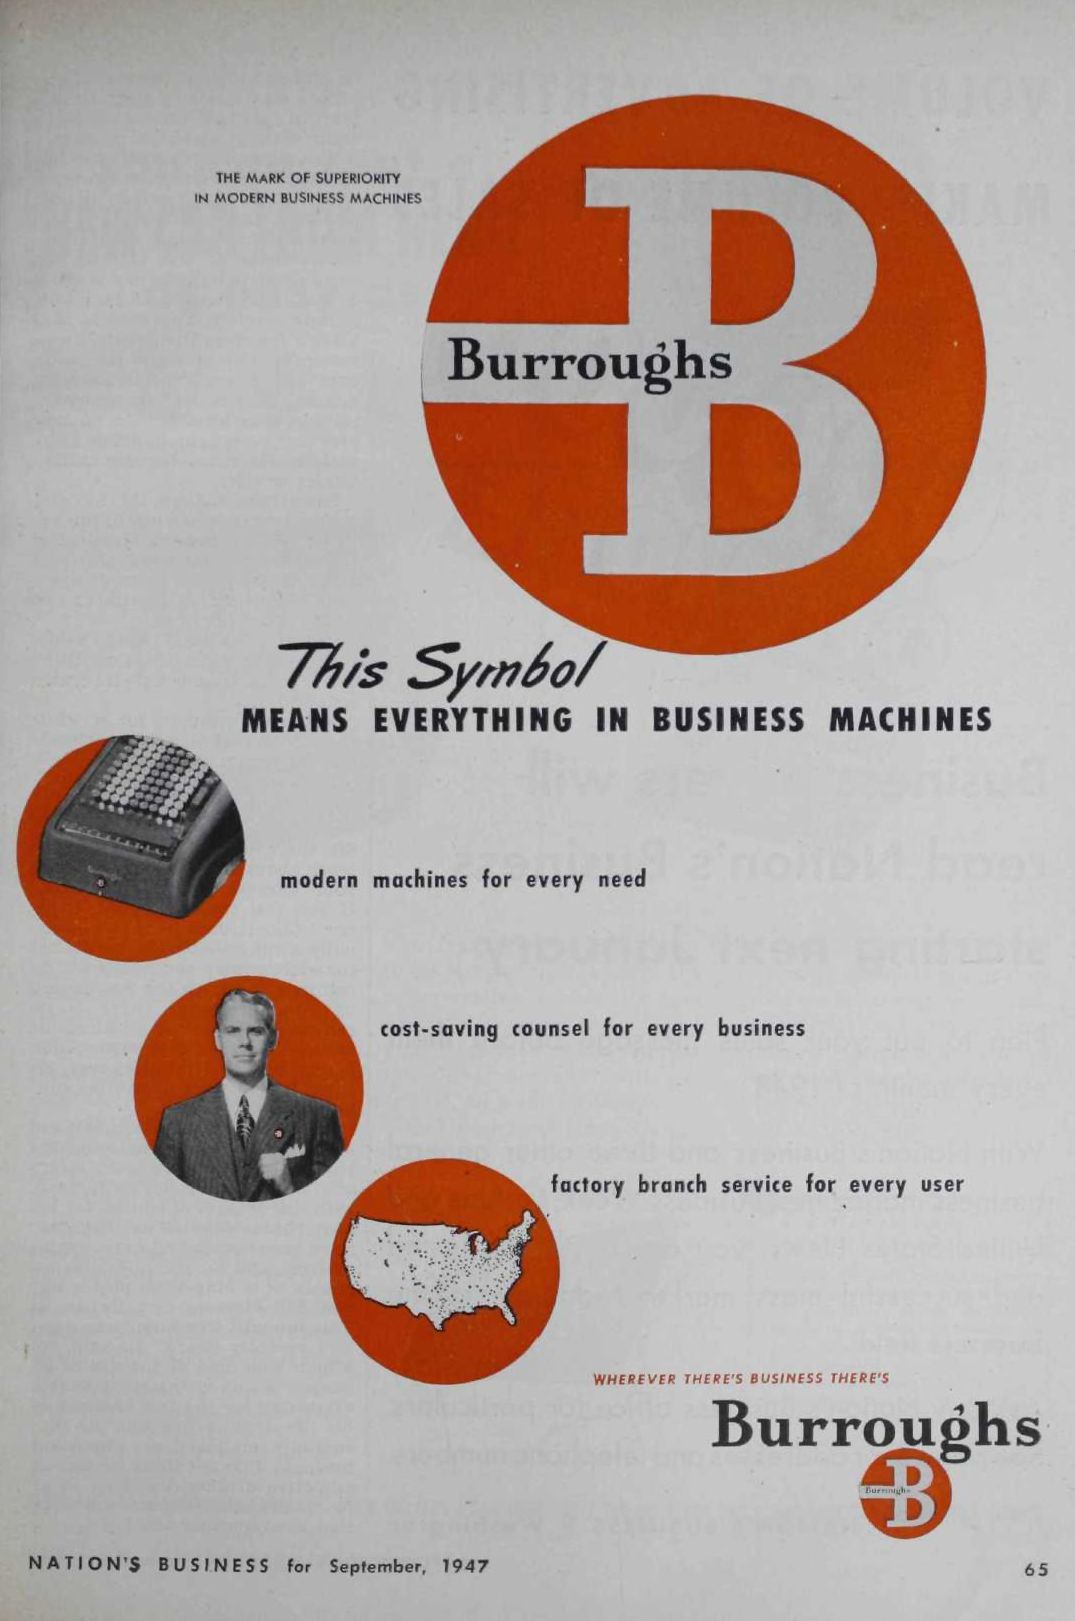 THE MARK OF SUPERIORITY
IN MODERN BUSINESS MACHINES
Burroughs
B
This Symbol
MEANS EVERYTHING IN BUSINESS MACHINES
modern machines for every need
cost-saving counsel for every business
factory branch service for every user
WHEREVER THERE'S BUSINESS THERE'S
Burroughs
Burroughs
B
NATION'S BUSINESS for September, 1947
65